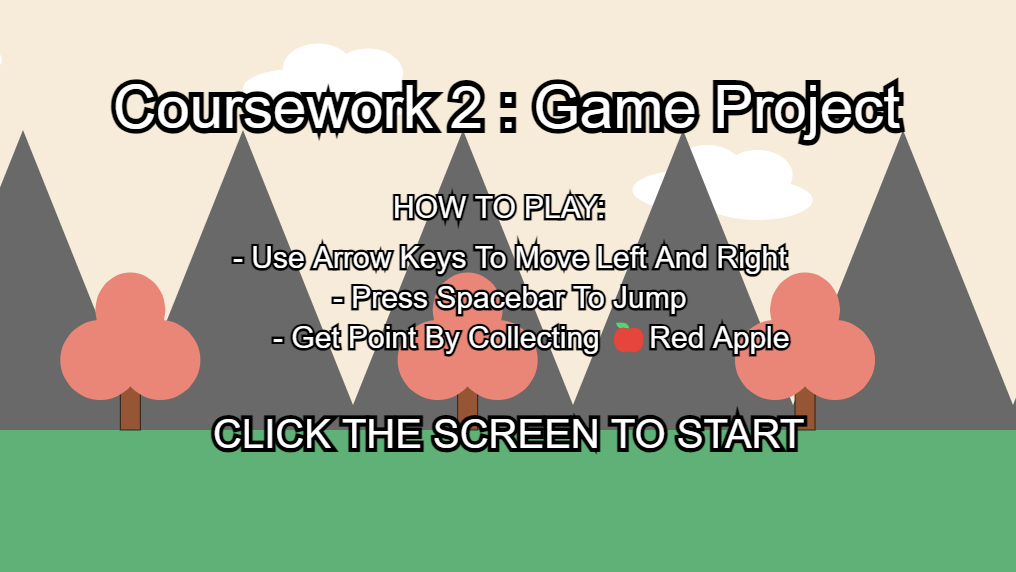 Coursework 2 : Game Project
HOW TO PLAY:
- Use Arrow Keys To Move Left And Right
- Press Spacebar To Jump
- Get Point By Collecting Red Apple
CLICK THE SCREEN TO START